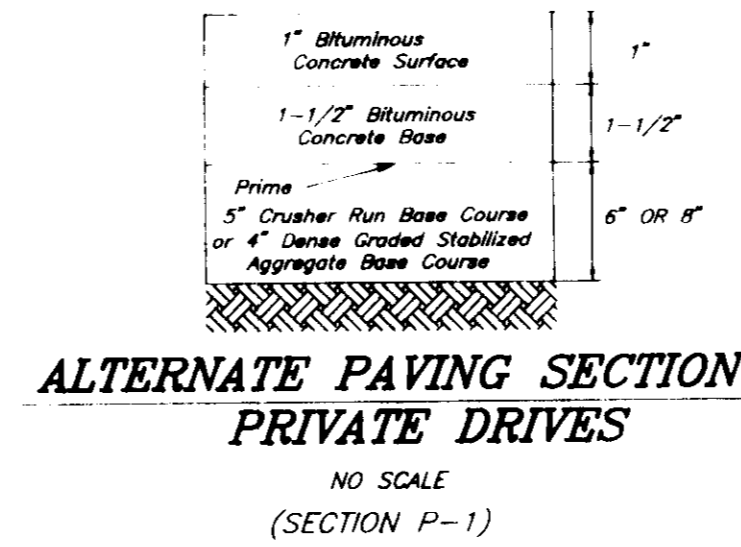 1" Bituminous
Concrete Surface
1"
1-1/2" Bituminous
Concrete Base
1-1/2"
Prime
5" Crusher Run Base Course
or 4" Dense Graded Stabilized
Aggregate Base Course
6" OR 8"
ALTERNATE PAVING SECTION
PRIVATE DRIVES
NO SCALE
(SECTION P-1)